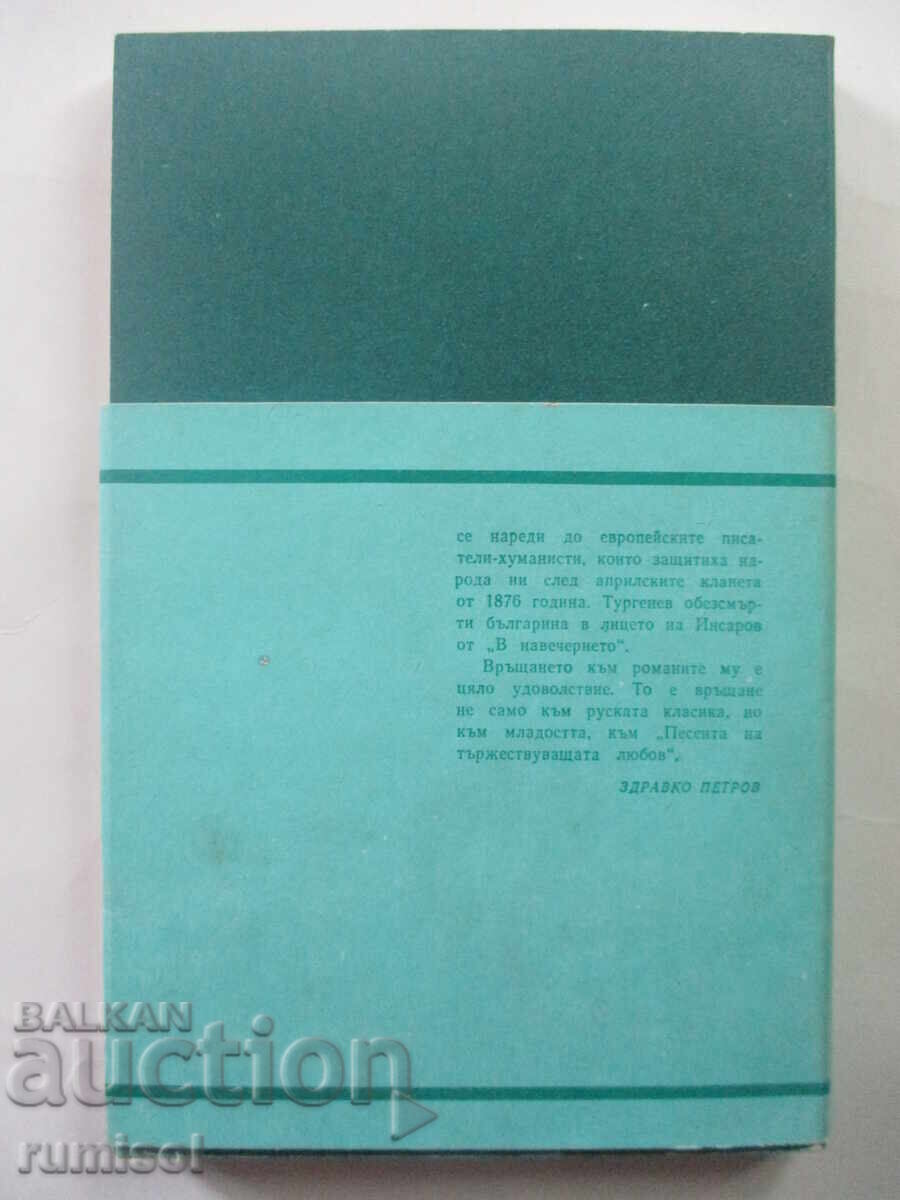 се нареди до европейските писа-
тели-хуманисти, които защитиха на-
рода ни след априлските кланета
от 1876 година. Тургенев обезсмър-
ти българина в лицето на Инсаров
от „В навечерието“.
Връщането към романите му е
цяло удоволствие. То е връщане
не само към руската класика, но
към младостта, към „Песента на
тържествуващата любов“.
ЗДРАВКО ПЕТРОВ
BALKAN
auction
rumisol